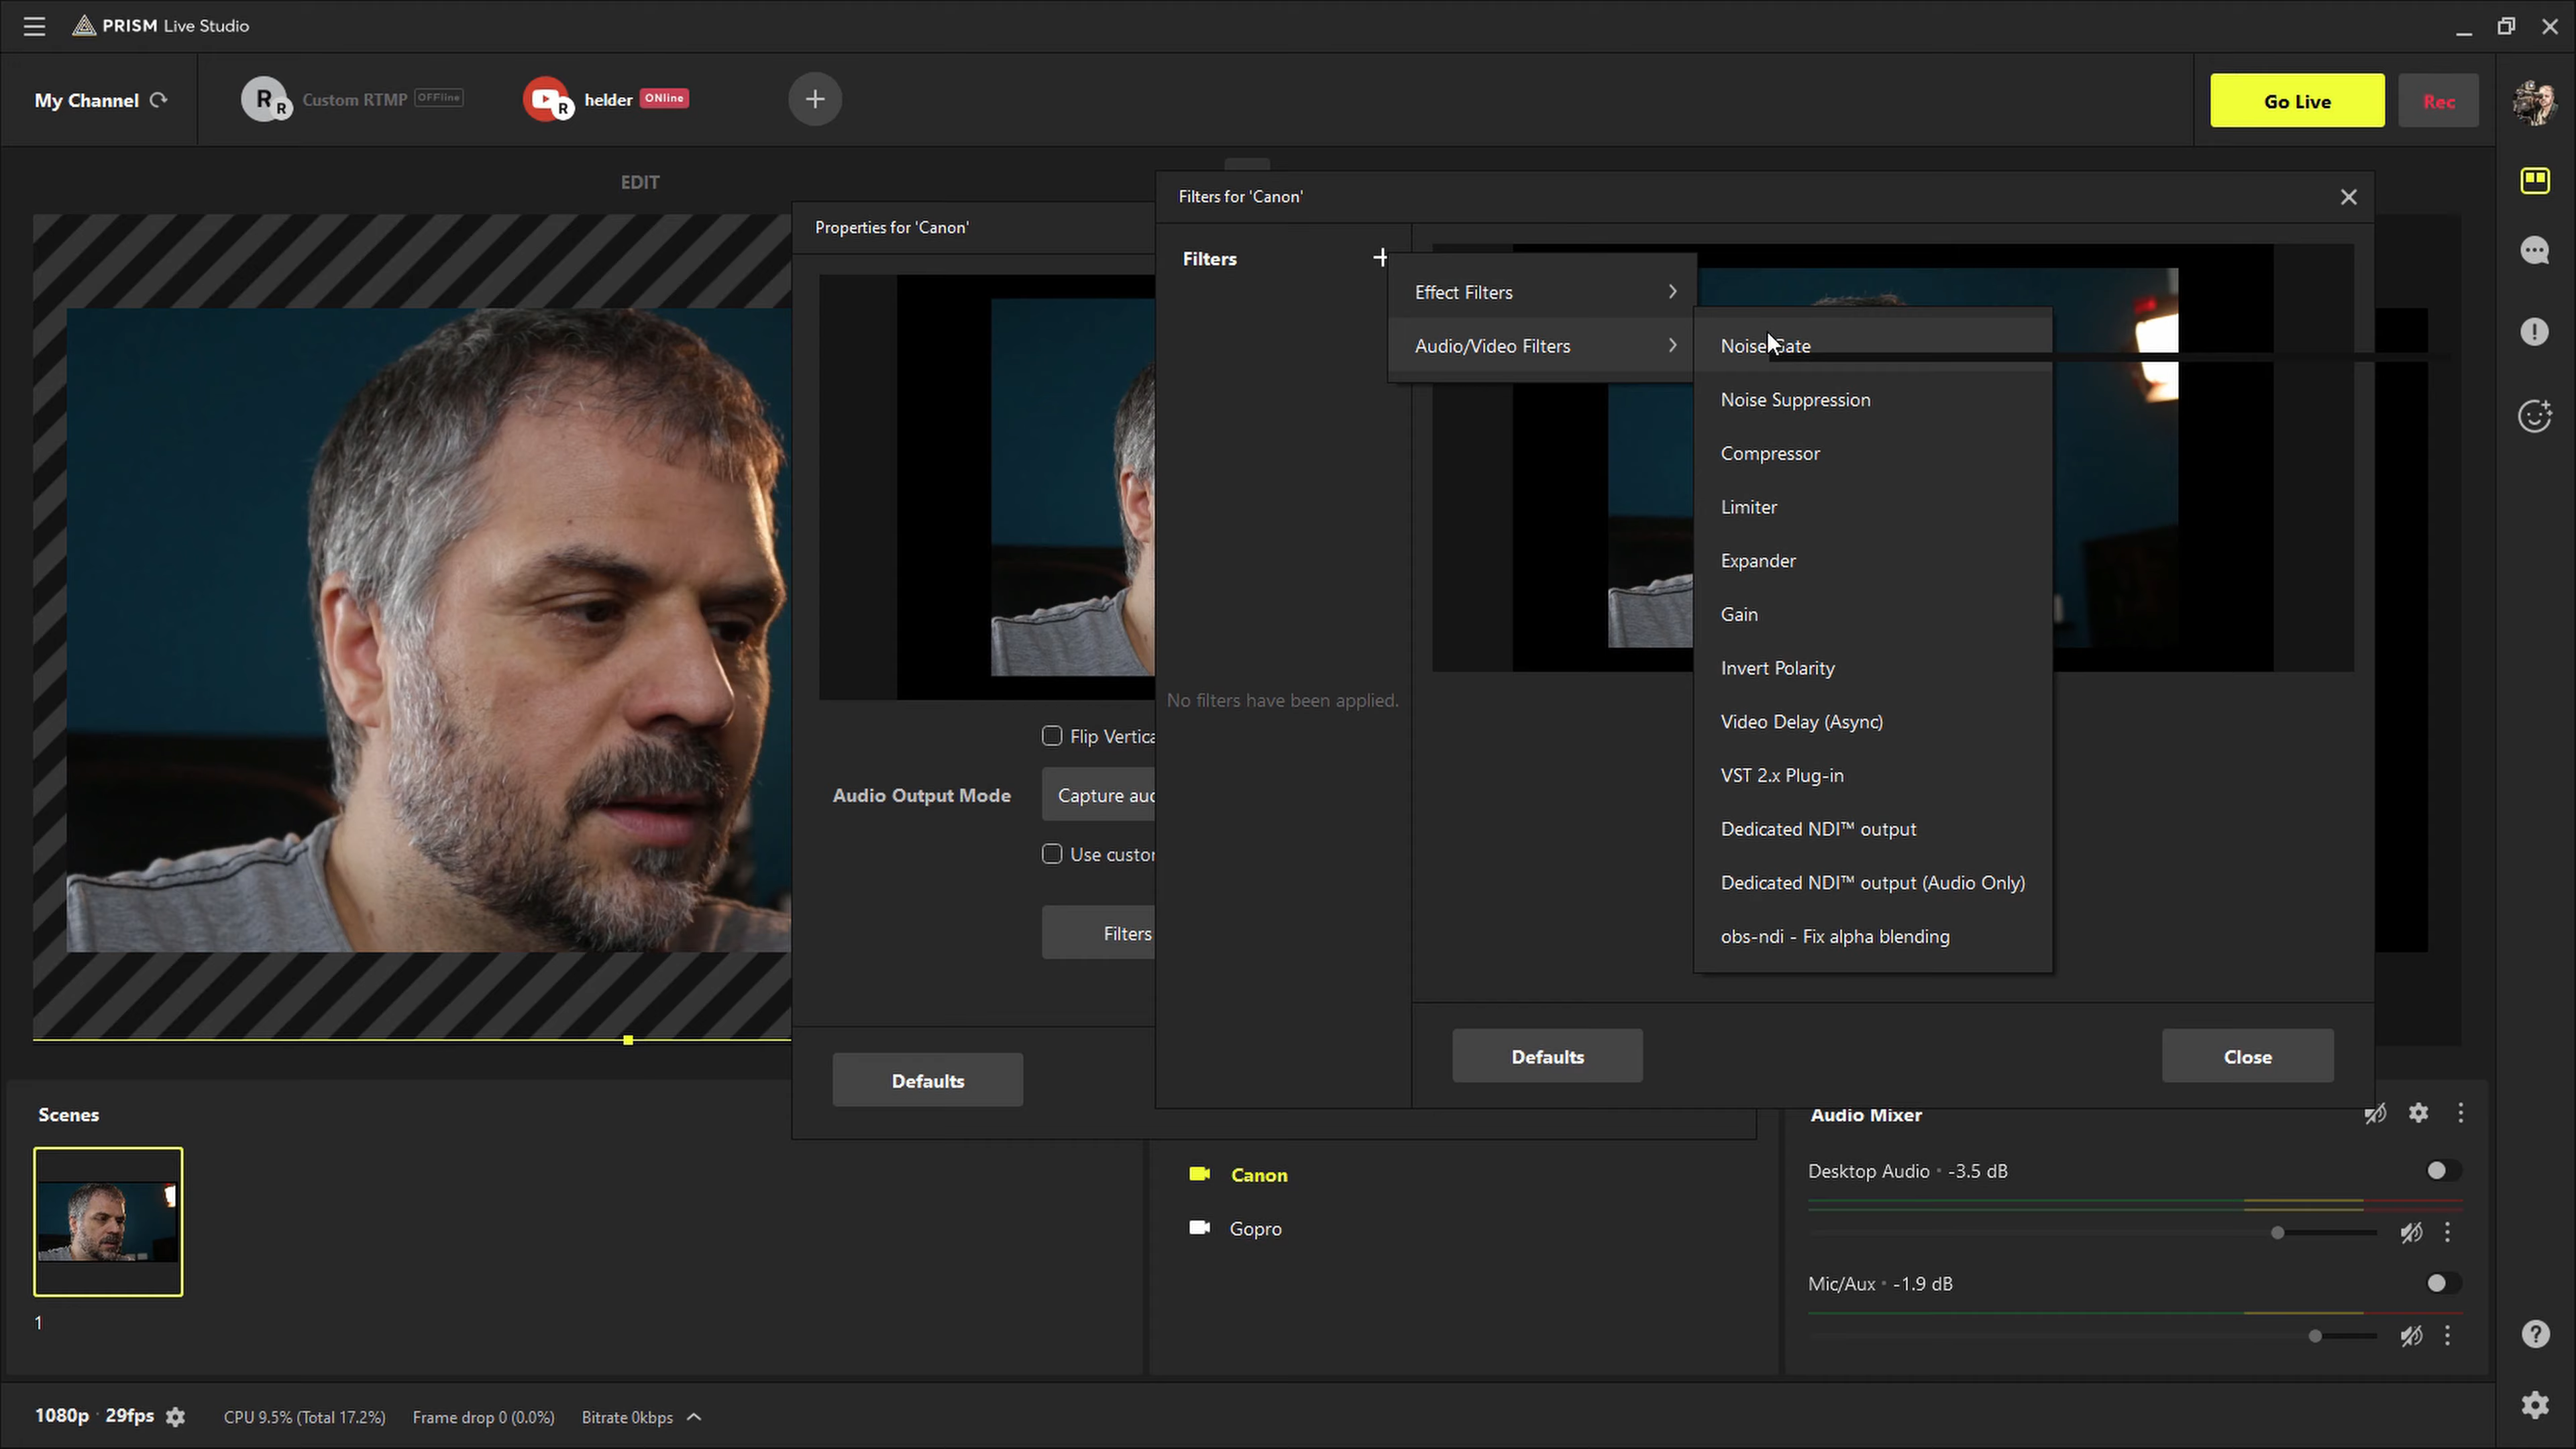 PRISM Live Studio
My Channel
R
R
Custom RTMP
OFFline
R
helder
ONline
Go Live
Rec
EDIT
Properties for 'Canon'
Flip Vertica
Audio Output Mode
Capture aud
Use custor
Filters
Defaults
Filters for 'Canon'
Filters
No filters have been applied.
Effect Filters
Audio/Video Filters
Noise Gate
Noise Suppression
Compressor
Limiter
Expander
Gain
Invert Polarity
Video Delay (Async)
VST 2.x Plug-in
Dedicated NDI™ output
Dedicated NDI™ output (Audio Only)
obs-ndi - Fix alpha blending
Defaults
Close
Scenes
1
Canon
Gopro
Audio Mixer
Desktop Audio • -3.5 dB
Mic/Aux • -1.9 dB
1080p · 29fps
CPU 9.5% (Total 17.2%)
Frame drop 0 (0.0%)
Bitrate 0kbps